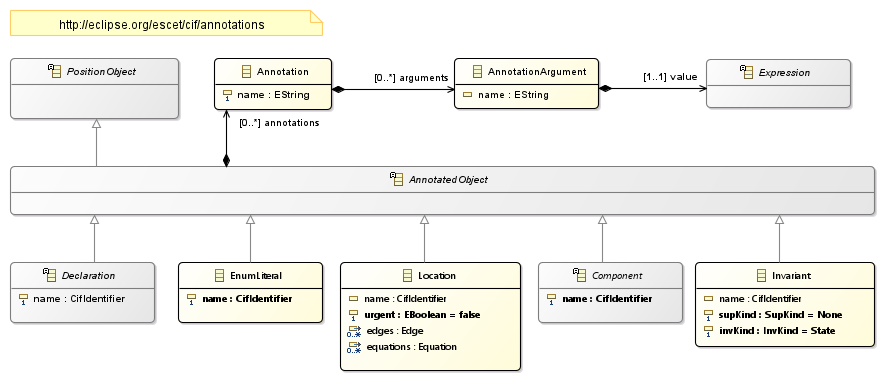 http://eclipse.org/escet/cif/annotations
PositionObject
Annotation
name : EString
[0..*] arguments
AnnotationArgument
name : EString
[1..1] value
Expression
[0..*] annotations
AnnotatedObject
Declaration
name : CifIdentifier
EnumLiteral
name : CifIdentifier
Location
name : CifIdentifier
urgent : EBoolean = false
edges : Edge
equations : Equation
Component
name : CifIdentifier
Invariant
name : CifIdentifier
supKind : SupKind = None
invKind : InvKind = State